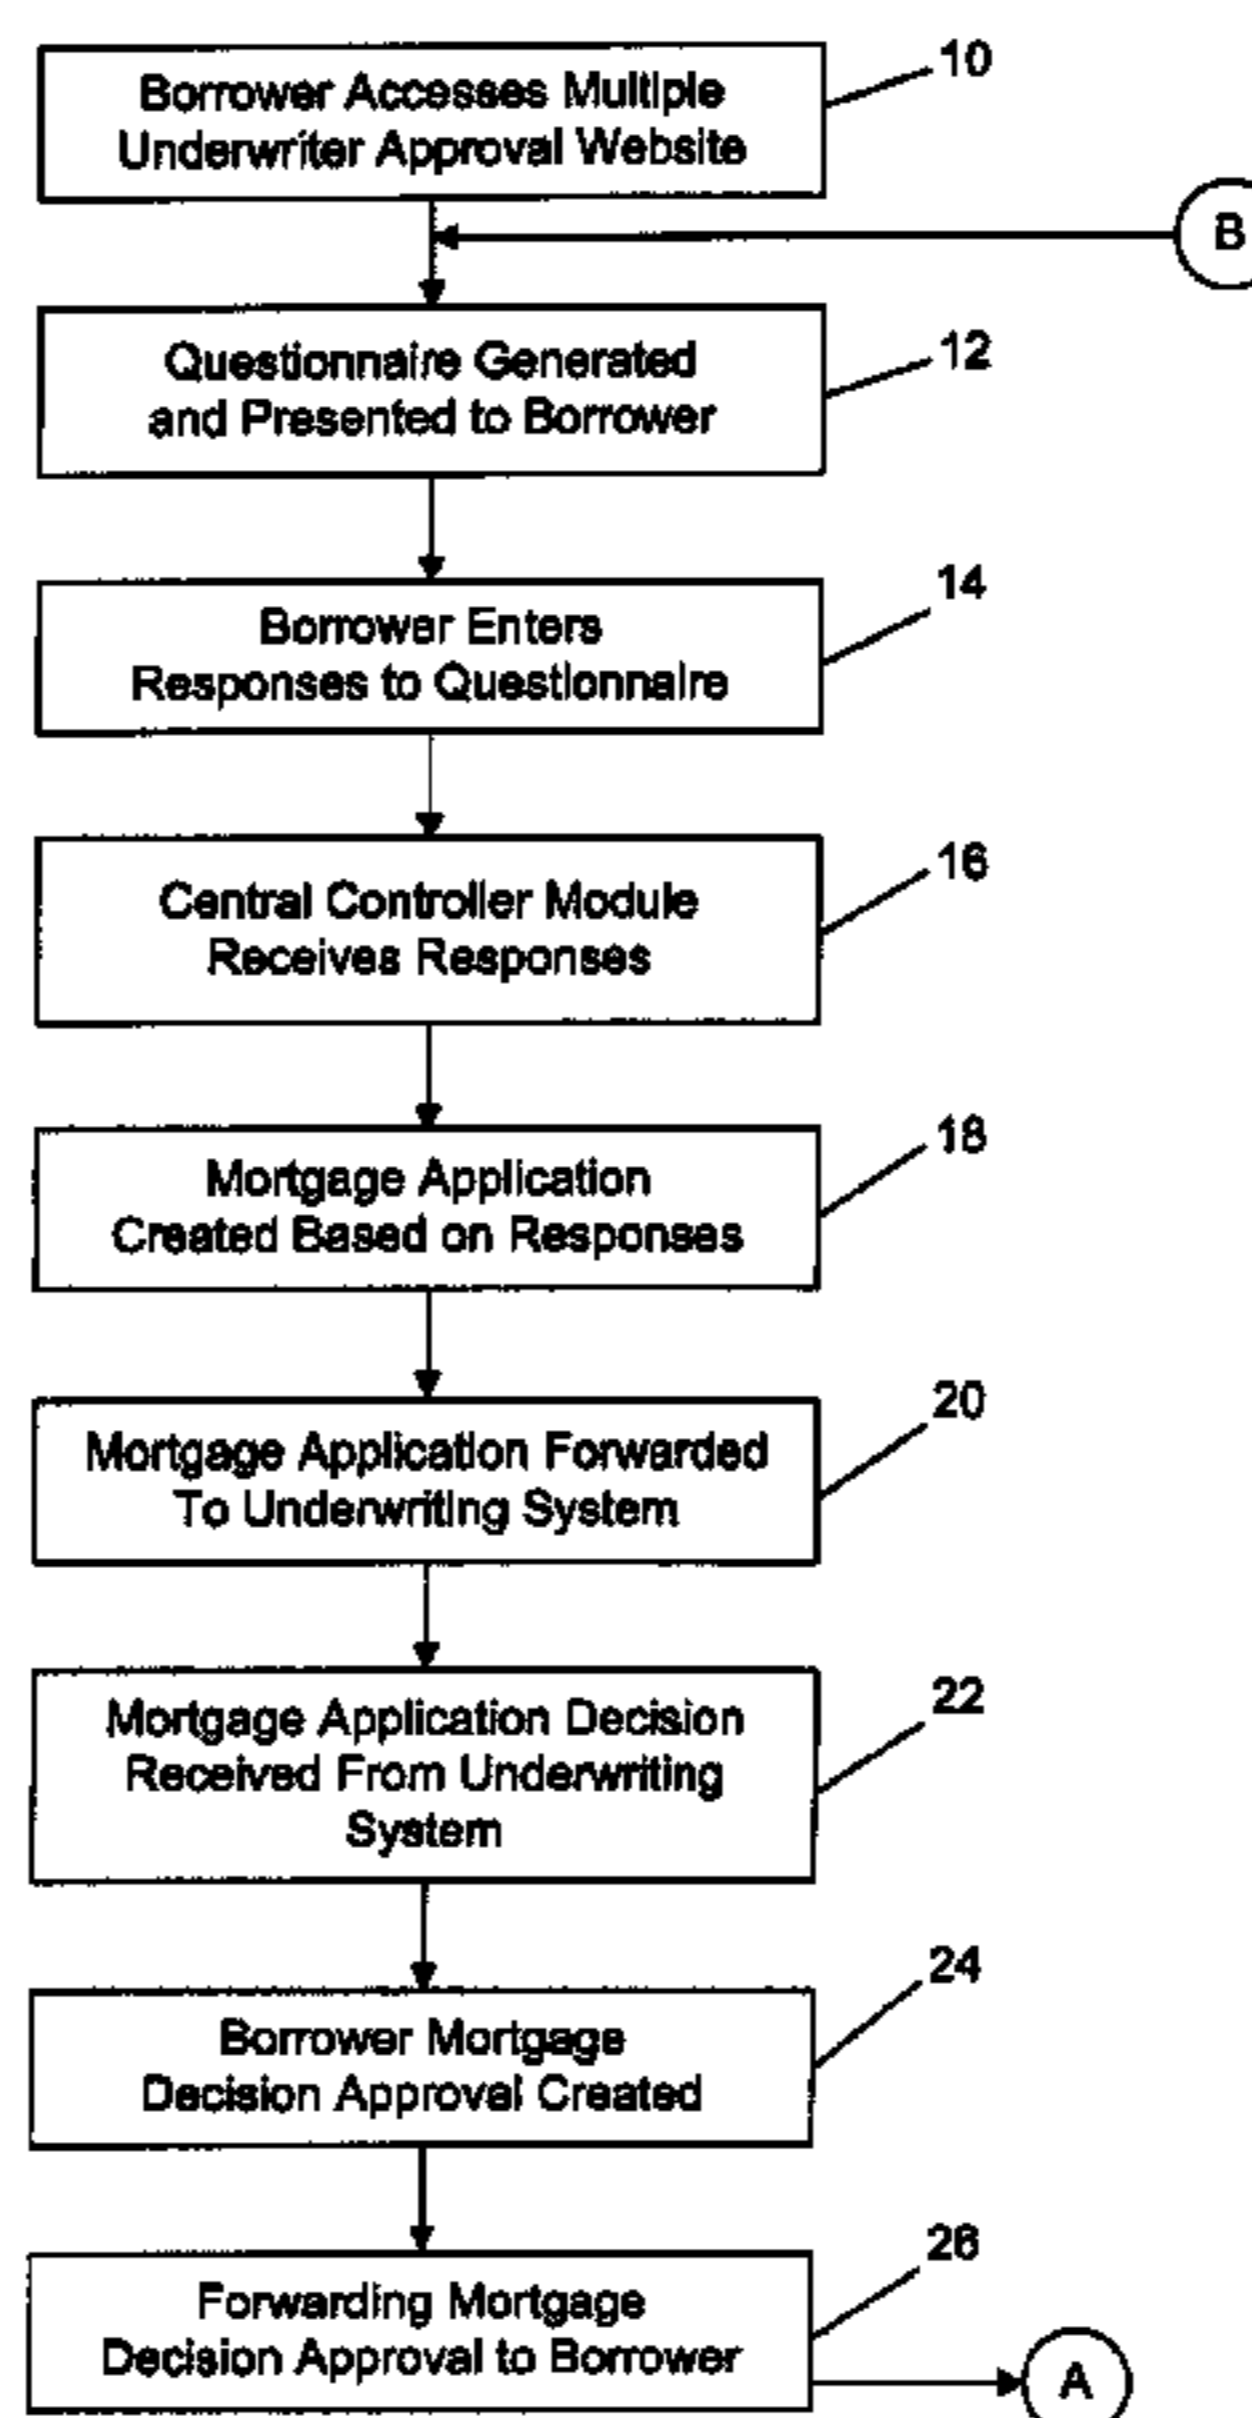 Borrower Accesses Multiple
Underwriter Approval Website
10
B
Questionnaire Generated
and Presented to Borrower
12
Borrower Enters
Responses to Questionnaire
14
Central Controller Module
Receives Responses
16
Mortgage Application
Created Based on Responses
18
Mortgage Application Forwarded
To Underwriting System
20
Mortgage Application Decision
Received From Underwriting
System
22
Borrower Mortgage
Decision Approval Created
24
Forwarding Mortgage
Decision Approval to Borrower
26
A